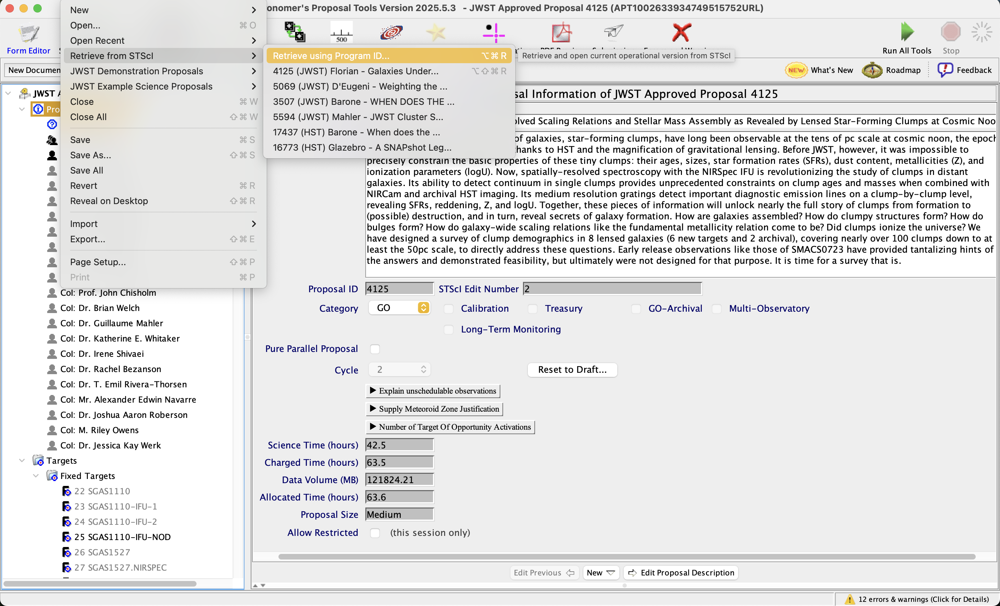 onomer's Proposal Tools Version 2025.5.3 - JWST Approved Proposal 4125 (APT1002633934749515752URL)
New
Open... ⌘ O
Open Recent
Retrieve from STScI
JWST Demonstration Proposals
JWST Example Science Proposals
Close ⌘ W
Close All ⇧ ⌘ W
Save ⌘ S
Save As... ⇧ ⌘ S
Save All
Revert ⌘ R
Reveal on Desktop ⇧ ⌘ R
Import
Export... ⇧ ⌘ E
Page Setup... ⇧ ⌘ P
Print ⌘ P
Retrieve using Program ID... ⌥ ⌘ R
4125 (JWST) Florian - Galaxies Under... ⌥ ⇧ ⌘ R
5069 (JWST) D'Eugeni - Weighting the ...
3507 (JWST) Barone - WHEN DOES THE ...
5594 (JWST) Mahler - JWST Cluster S...
17437 (HST) Barone - When does the ...
16773 (HST) Glazebro - A SNAPshot Leg...
Retrieve and open current operational version from STScI
500
Form Editor
Run All Tools
Stop
New Documen
NEW What's New
Roadmap
Feedback
JWST A
Pro
CoI: Prof. John Chisholm
CoI: Dr. Brian Welch
CoI: Dr. Guillaume Mahler
CoI: Dr. Katherine E. Whitaker
CoI: Dr. Irene Shivaei
CoI: Dr. Rachel Bezanson
CoI: Dr. T. Emil Rivera-Thorsen
CoI: Mr. Alexander Edwin Navarre
CoI: Dr. Joshua Aaron Roberson
CoI: M. Riley Owens
CoI: Dr. Jessica Kay Werk
Targets
Fixed Targets
22 SGAS1110
23 SGAS1110-IFU-1
24 SGAS1110-IFU-2
25 SGAS1110-IFU-NOD
26 SGAS1527
27 SGAS1527.NIRSPEC
sal Information of JWST Approved Proposal 4125
lved Scaling Relations and Stellar Mass Assembly as Revealed by Lensed Star-Forming Clumps at Cosmic Noo
of galaxies, star-forming clumps, have long been observable at the tens of pc scale at cosmic noon, the epoch
hanks to HST and the magnification of gravitational lensing. Before JWST, however, it was impossible to
precisely constrain the basic properties of these tiny clumps: their ages, sizes, star formation rates (SFRs), dust content, metallicities (Z), and
ionization parameters (logU). Now, spatially-resolved spectroscopy with the NIRSpec IFU is revolutionizing the study of clumps in distant
galaxies. Its ability to detect continuum in single clumps provides unprecedented constraints on clump ages and masses when combined with
NIRCam and archival HST imaging. Its medium resolution gratings detect important diagnostic emission lines on a clump-by-clump level,
revealing SFRs, reddening, Z, and logU. Together, these pieces of information will unlock nearly the full story of clumps from formation to
(possible) destruction, and in turn, reveal secrets of galaxy formation. How are galaxies assembled? How do clumpy structures form? How do
bulges form? How do galaxy-wide scaling relations like the fundamental metallicity relation come to be? Did clumps ionize the universe? We
have designed a survey of clump demographics in 8 lensed galaxies (6 new targets and 2 archival), covering nearly over 100 clumps down to at
least the 50pc scale, to directly address these questions. Early release observations like those of SMACS0723 have provided tantalizing hints of
the answers and demonstrated feasibility, but ultimately were not designed for that purpose. It is time for a survey that is.
Proposal ID 4125 STScI Edit Number 2
Category GO Calibration Treasury GO-Archival Multi-Observatory
Long-Term Monitoring
Pure Parallel Proposal
Cycle 2 Reset to Draft...
Explain unschedulable observations
Supply Meteoroid Zone Justification
Number of Target Of Opportunity Activations
Science Time (hours) 42.5
Charged Time (hours) 63.5
Data Volume (MB) 121824.21
Allocated Time (hours) 63.6
Proposal Size Medium
Allow Restricted (this session only)
Edit Previous New Edit Proposal Description
12 errors & warnings (Click for Details)